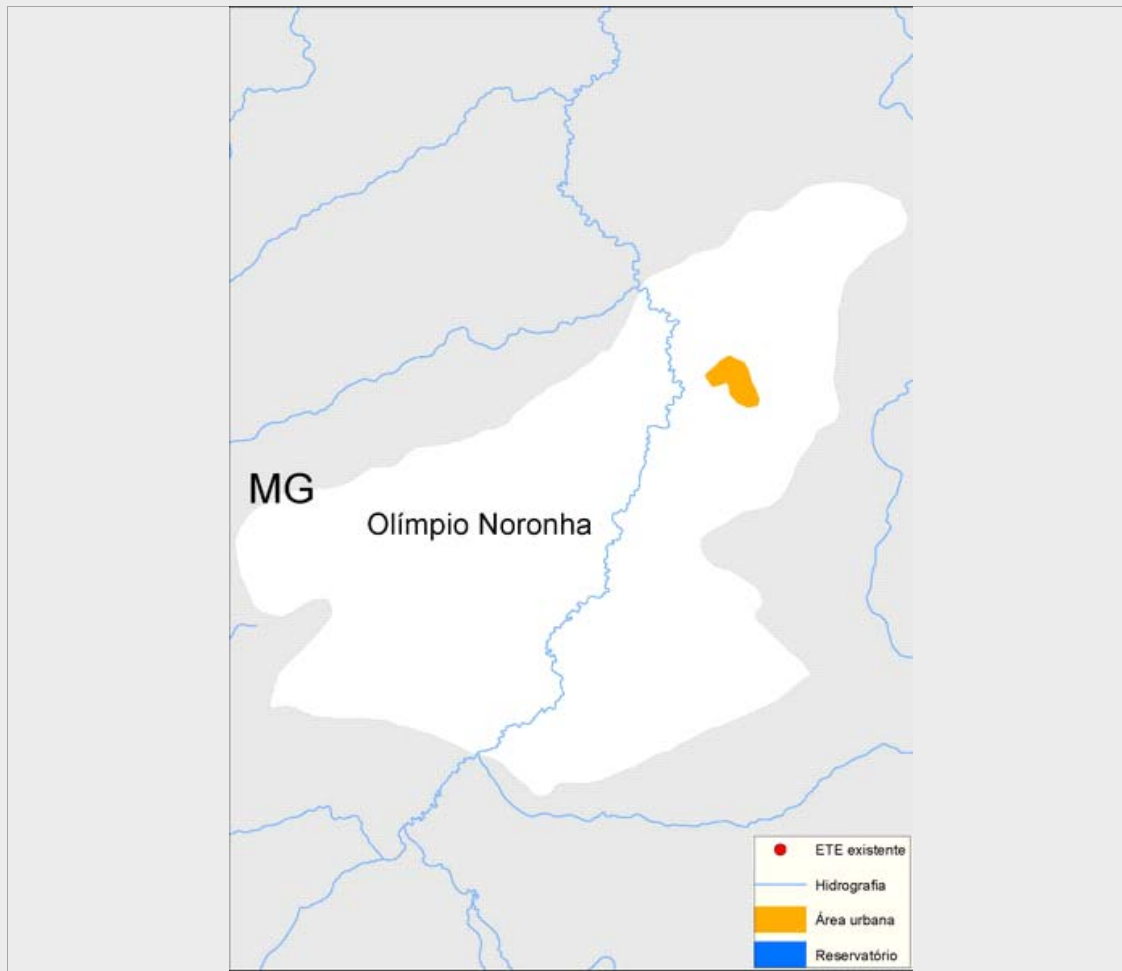 MG
Olímpio Noronha
ETE existente
Hidrografia
Área urbana
Reservatório